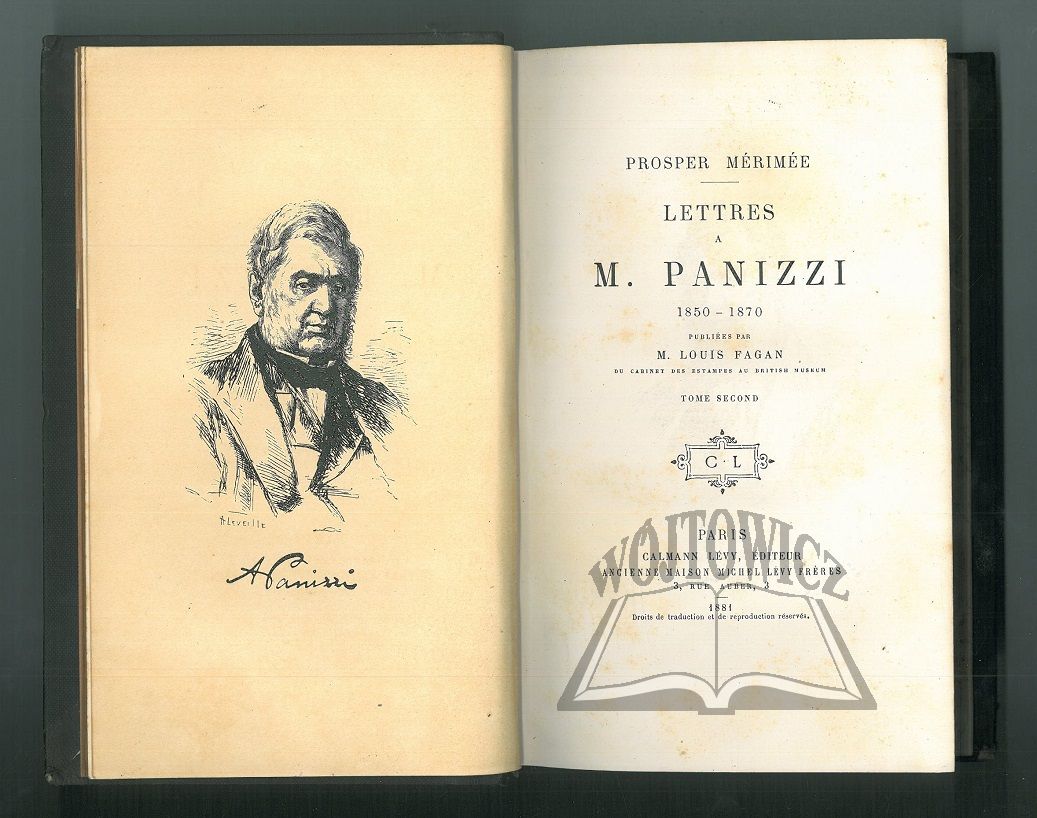 A LEVEILLE
A Panizzi
PROSPER MÉRIMÉE
LETTRES
A
M. PANIZZI
1850 – 1870
PUBLIÉES PAR
M. LOUIS FAGAN
DU CABINET DES ESTAMPES AU BRITISH MUSEUM
TOME SECOND
C · L
PARIS
CALMANN LÉVY, ÉDITEUR
ANCIENNE MAISON MICHEL LÉVY FRÈRES
3, RUE AUBER, 3
1881
Droits de traduction et de reproduction réservés.
WÓJTOWICZ